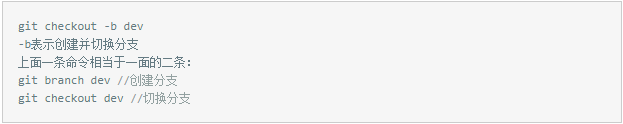 git checkout -b dev
-b表示创建并切换分支
上面一条命令相当于一面的二条:
git branch dev //创建分支
git checkout dev //切换分支